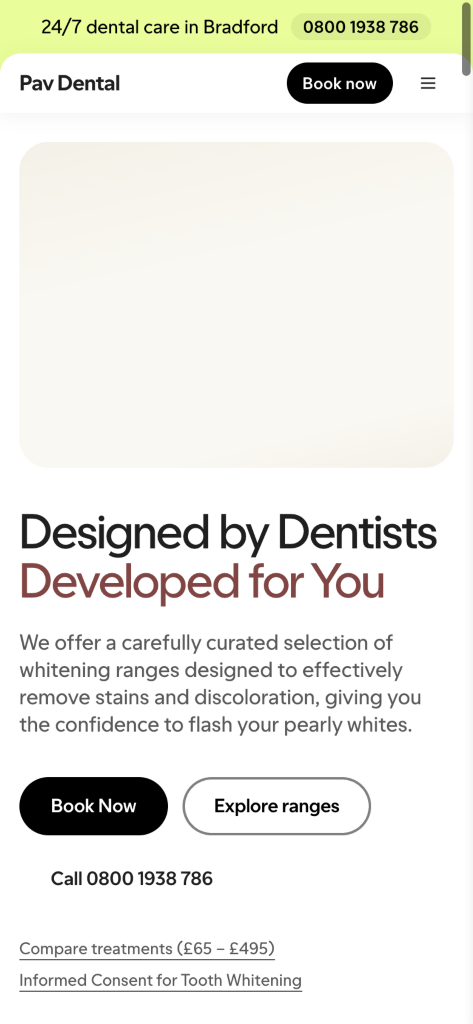 24/7 dental care in Bradford 0800 1938 786
Pav Dental Book now
Designed by Dentists
Developed for You
We offer a carefully curated selection of
whitening ranges designed to effectively
remove stains and discoloration, giving you
the confidence to flash your pearly whites.
Book Now Explore ranges
Call 0800 1938 786
Compare treatments (£65 – £495)
Informed Consent for Tooth Whitening